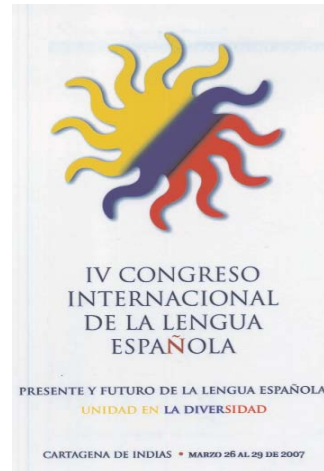 IV CONGRESO
INTERNACIONAL
DE LA LENGUA
ESPAÑOLA
PRESENTE Y FUTURO DE LA LENGUA ESPAÑOLA
UNIDAD EN LA DIVERSIDAD
CARTAGENA DE INDIAS • MARZO 26 AL 29 DE 2007